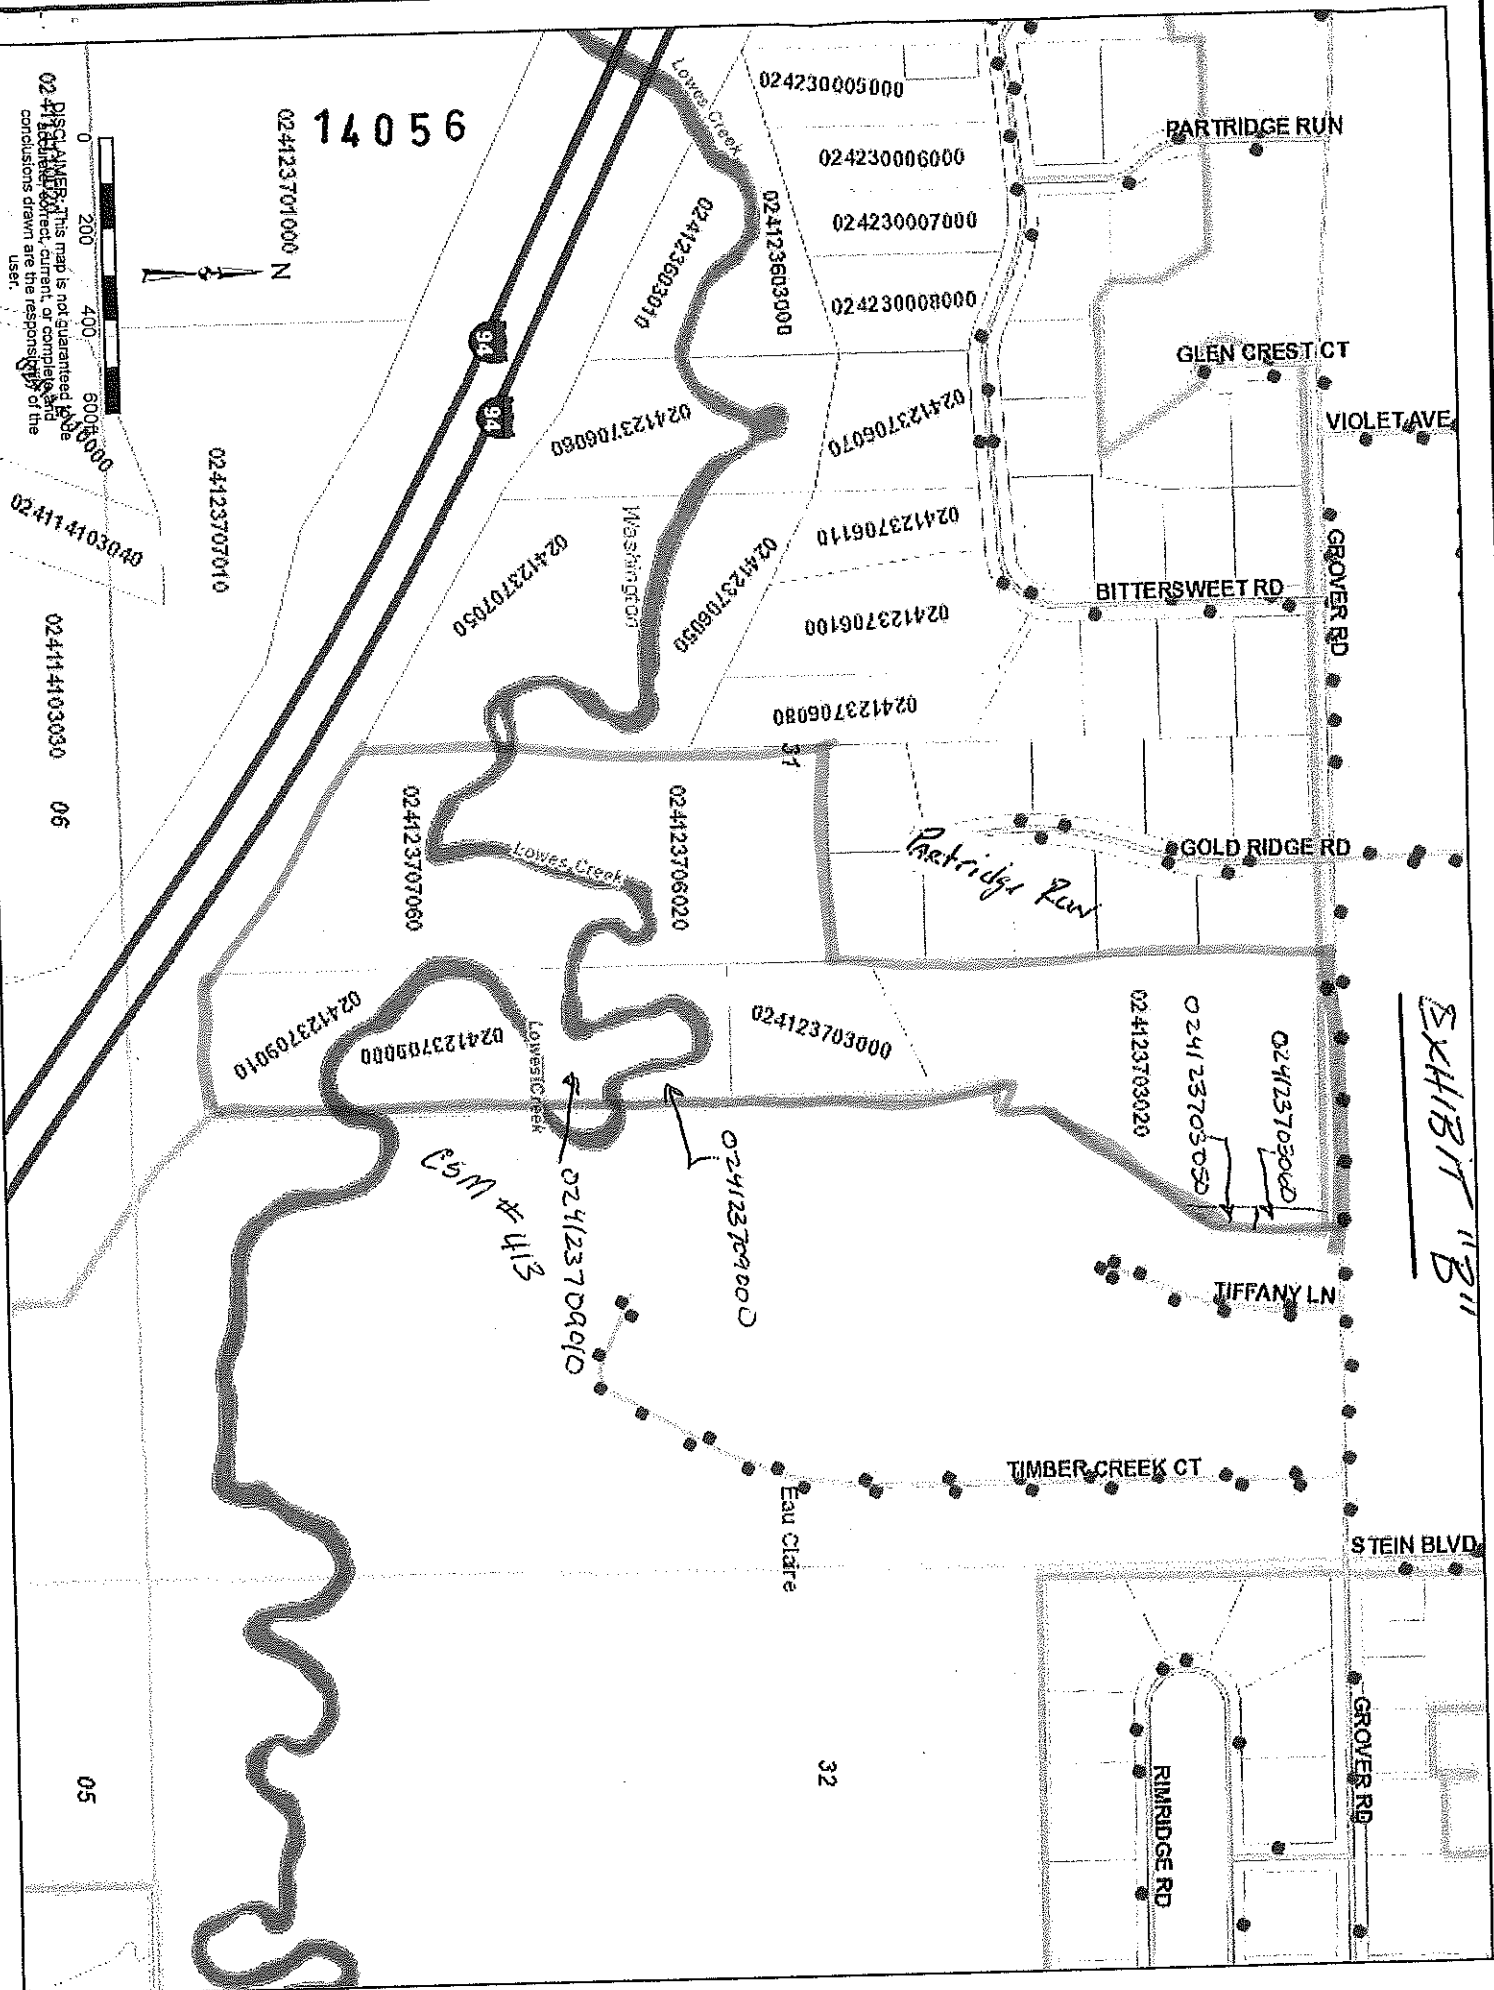 EXHIBIT "B"
14056
PARTRIDGE RUN
GLEN CREST CT
VIOLET AVE
GROVER RD
BITTERSWEET RD
GOLD RIDGE RD
Partridge Run
TIFFANY LN
TIMBER CREEK CT
STEIN BLVD
GROVER RD
RIMRIDGE RD
Eau Claire
Washington
Lowes Creek
Lowes Creek
Lowes Creek
94
94
N
31
32
05
06
024230005000
024230006000
024230007000
024230008000
024123603000
024123603010
024123701000
024123706060
024123706070
024123706110
024123706100
024123706080
024123706050
024123707050
024123707010
024114103040
024114103030
024123707060
024123706020
024123709010
024123709000
024123703000
024123703020
024123703050
024123703060
024123709000
024123709010
CSM # 413
0 200 400 600ft
DISCLAIMER: This map is not guaranteed to be
accurate, correct, current, or complete and
conclusions drawn are the responsibility of the
user.